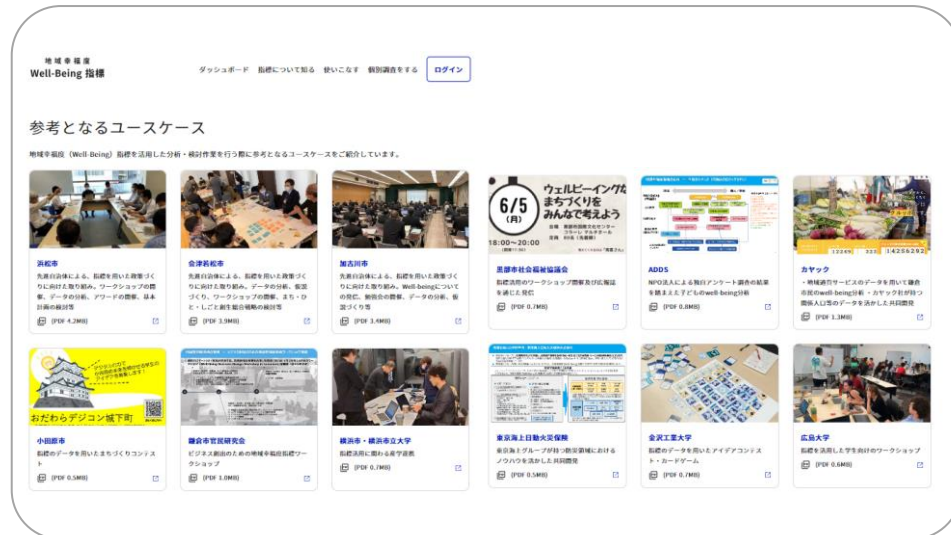 地域幸福度
Well-Being 指標
ダッシュボード 指標について知る 使いこなす 個別調査をする ログイン
参考となるユースケース
地域幸福度（Well-Being）指標を活用した分析・検討作業を行う際に参考となるユースケースをご紹介しています。
浜松市
先進自治体による、指標を用いた政策づく
りに向けた取り組み。ワークショップの開
催、データの分析、アワードの開催、基本
計画の検討等
(PDF 4.2MB)
会津若松市
先進自治体による、指標を用いた政策づく
りに向けた取り組み。データの分析、仮説
づくり、ワークショップの開催、まち・ひ
と・しごと創生総合戦略の検討等
(PDF 3.9MB)
加古川市
先進自治体による、指標を用いた政策づく
りに向けた取り組み。Well-beingについて
の発信、勉強会の開催、データの分析、仮
説づくり等
(PDF 3.4MB)
6/5
(月)
ウェルビーイングな
まちづくりを
みんなで考えよう
18:00~20:00
黒部市社会福祉協議会
指標活用のワークショップ開催及び広報誌
を通じた発信
(PDF 0.7MB)
ADDS
NPO法人による独自アンケート調査の結果
を踏まえた子どものwell-being分析
(PDF 0.8MB)
カヤック
・地域通貨サービスのデータを用いて鎌倉
市民のwell-being分析・カヤック社が持つ
関係人口等のデータを活かした共同開発
(PDF 1.3MB)
おだわらデジコン城下町
小田原市
指標のデータを用いたまちづくりコンテス
ト
(PDF 0.5MB)
鎌倉市官民研究会
ビジネス創出のための地域幸福度指標ワー
クショップ
(PDF 1.0MB)
横浜市・横浜市立大学
指標活用に関わる産学連携
(PDF 0.7MB)
東京海上日動火災保険
東京海上グループが持つ防災領域における
ノウハウを活かした共同開発
(PDF 0.5MB)
金沢工業大学
指標のデータを用いたアイデアコンテス
ト・カードゲーム
(PDF 0.7MB)
広島大学
指標を活用した学生向けのワークショップ
(PDF 0.6MB)